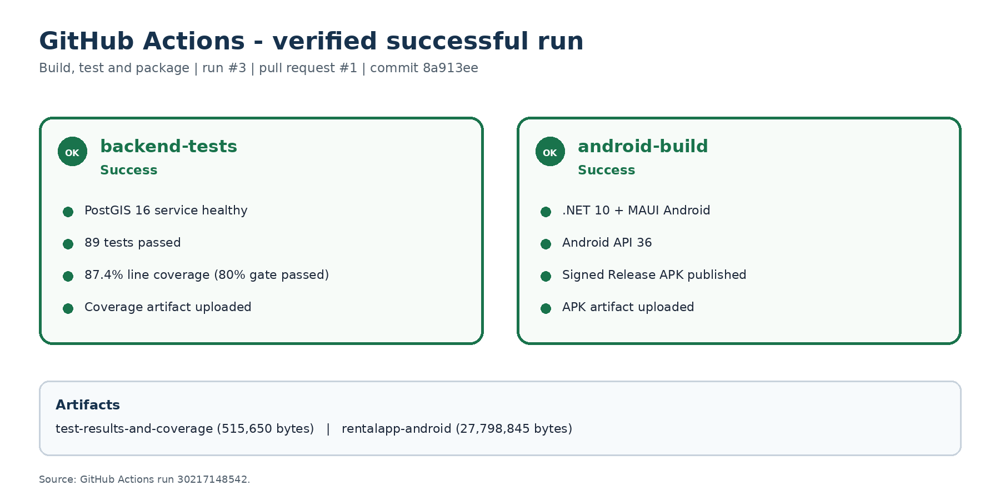 GitHub Actions - verified successful run
Build, test and package | run #3 | pull request #1 | commit 8a913ee
OK
backend-tests
Success
PostGIS 16 service healthy
89 tests passed
87.4% line coverage (80% gate passed)
Coverage artifact uploaded
OK
android-build
Success
.NET 10 + MAUI Android
Android API 36
Signed Release APK published
APK artifact uploaded
Artifacts
test-results-and-coverage (515,650 bytes) | rentalapp-android (27,798,845 bytes)
Source: GitHub Actions run 30217148542.